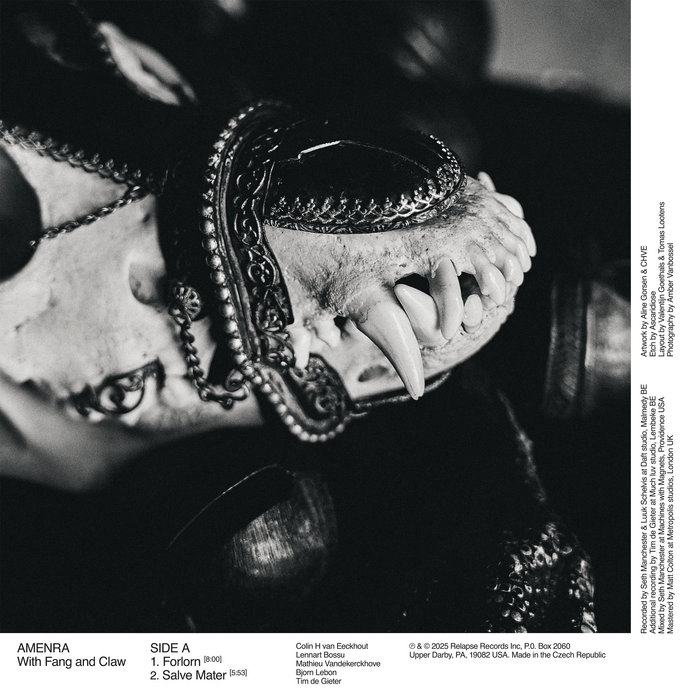 AMENRA
With Fang and Claw
SIDE A
1. Forlorn [8:00]
2. Salve Mater [5:53]
Colin H van Eeckhout
Lennart Bossu
Mathieu Vandekerckhove
Bjorn Lebon
Tim de Gieter
℗ & © 2025 Relapse Records Inc, P.O. Box 2060
Upper Darby, PA, 19082 USA. Made in the Czech Republic
Recorded by Seth Manchester & Luuk Schelvis at Daft studio, Malmedy BE
Additional recording by Tim de Gieter at Much luv studio, Lembeke BE
Mixed by Seth Manchester at Machines with Magnets, Providence USA
Mastered by Matt Colton at Metropolis studios, London UK
Artwork by Aline Gorsen & CHVE
Etch by Ascaridiose
Layout by Valentijn Goethals & Tomas Lootens
Photography by Amber Vanbossel